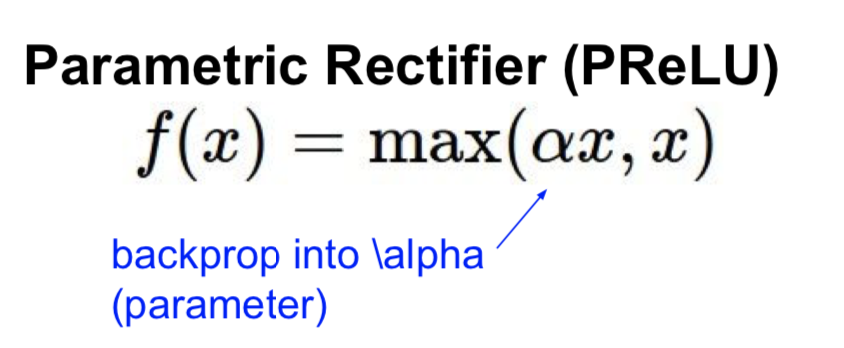 Parametric Rectifier (PReLU)
f(x) = max(αx, x)
backprop into \alpha
(parameter)